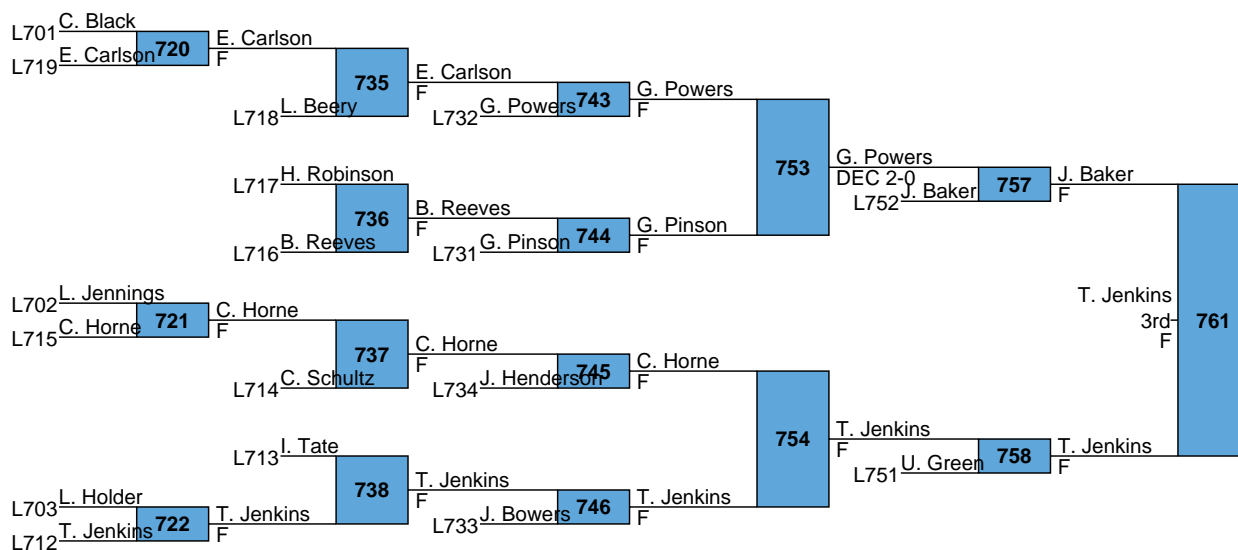 L701 C. Black
L719 E. Carlson
720
E. Carlson
F
L718 L. Beery
735
E. Carlson
F
L732 G. Powers
743
G. Powers
F
L717 H. Robinson
L716 B. Reeves
736
B. Reeves
F
L731 G. Pinson
744
G. Pinson
F
753
G. Powers
DEC 2-0
L752 J. Baker
757
J. Baker
F
L702 L. Jennings
L715 C. Horne
721
C. Horne
F
L714 C. Schultz
737
C. Horne
F
L734 J. Henderson
745
C. Horne
F
L713 I. Tate
L703 L. Holder
L712 T. Jenkins
722
T. Jenkins
F
738
T. Jenkins
F
L733 J. Bowers
746
T. Jenkins
F
754
T. Jenkins
F
L751 U. Green
758
T. Jenkins
F
761
T. Jenkins
3rd
F